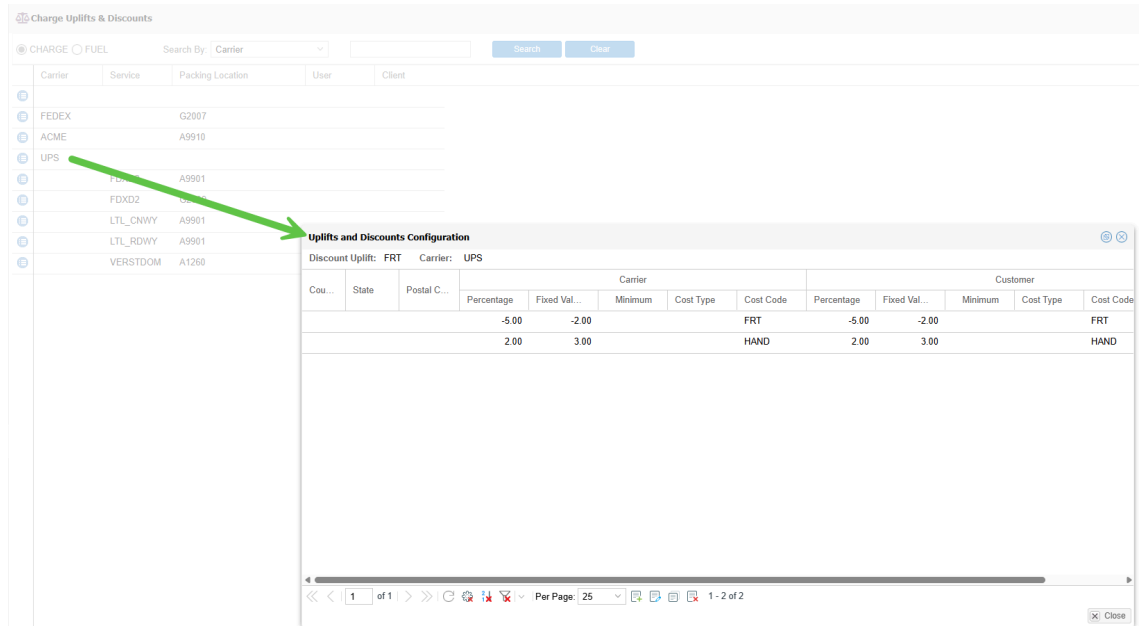 Charge Uplifts & Discounts
CHARGE FUEL Search By Carrier Search Clear
Carrier Service Packing Location User Client
FEDEX G2007
ACME A9910
UPS
A9901
FDXD2
LTL_CNWY A9901
LTL_RDWY A9901
VERSTDOM A1260
Uplifts and Discounts Configuration
Discount Uplift: FRT Carrier: UPS
Carrier Customer
Cou... State Postal C... Percentage Fixed Val... Minimum Cost Type Cost Code Percentage Fixed Val... Minimum Cost Type Cost Code
-5.00 -2.00 FRT -5.00 -2.00 FRT
2.00 3.00 HAND 2.00 3.00 HAND
1 of 1 Per Page: 25 1 - 2 of 2
Close